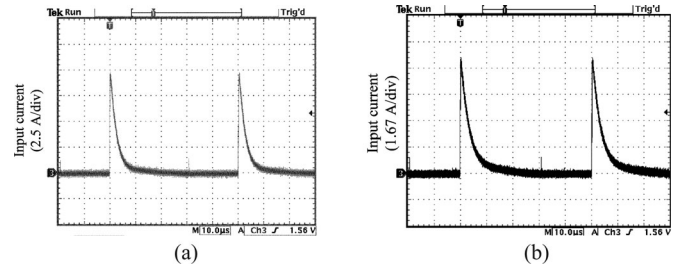 Tek Run
Trig'd
Input current
(2.5 A/div)
3
M 10.0μs A Ch3 ∫ 1.56 V
(a)
Tek Run
Trig'd
Input current
(1.67 A/div)
3
M 10.0μs A Ch3 ∫ 1.56 V
(b)